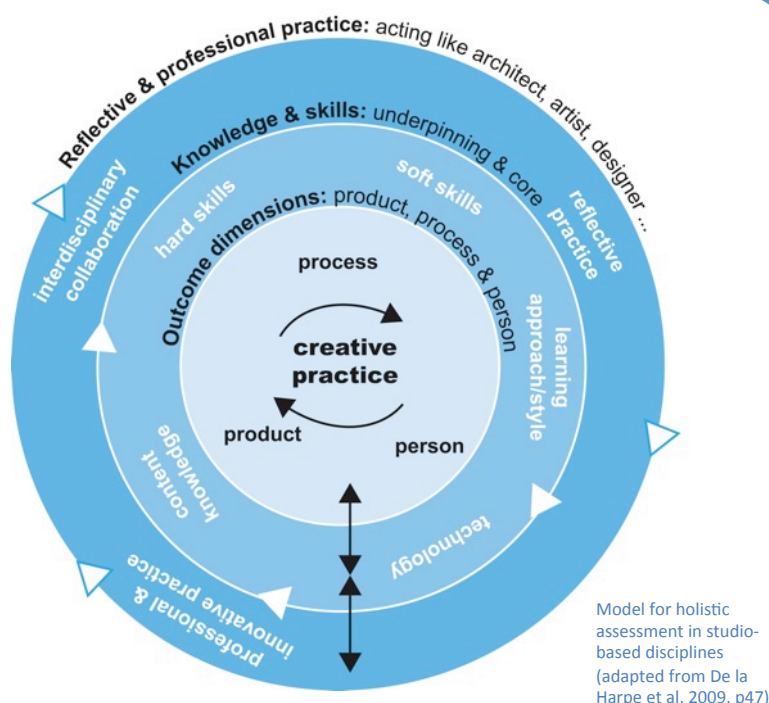 Reflective & professional practice: acting like architect, artist, designer ...
Knowledge & skills: underpinning & core
interdisciplinary
collaboration
reflective
practice
professional &
innovative practice
Outcome dimensions: product, process & person
hard skills
soft skills
learning
approach/style
technology
content
knowledge
process
creative
practice
product
person
Model for holistic
assessment in studio-
based disciplines
(adapted from De la
Harpe et al. 2009, p47)